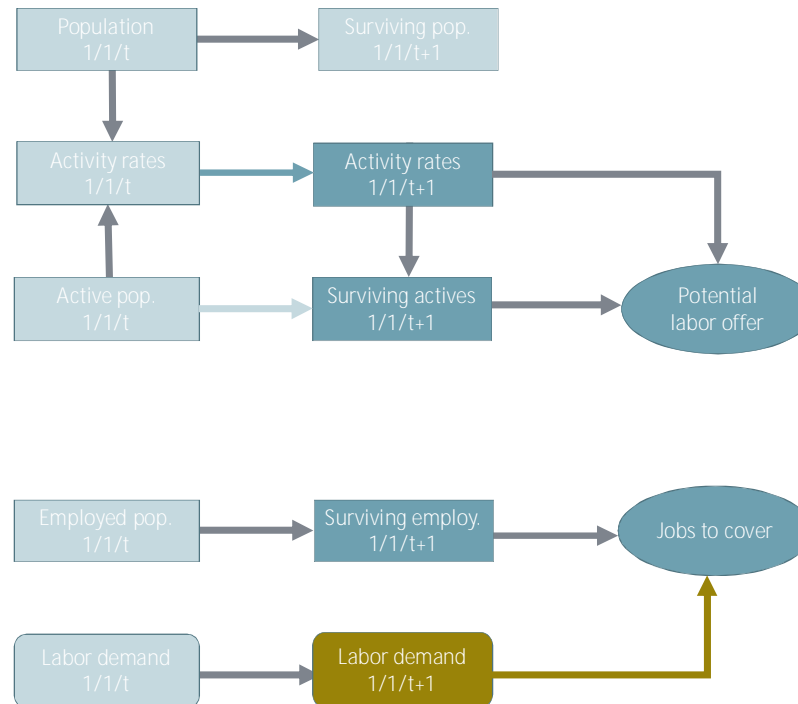 Population
1/1/t
Surviving pop.
1/1/t+1
Activity rates
1/1/t
Activity rates
1/1/t+1
Active pop.
1/1/t
Surviving actives
1/1/t+1
Potential
labor offer
Employed pop.
1/1/t
Surviving employ.
1/1/t+1
Jobs to cover
Labor demand
1/1/t
Labor demand
1/1/t+1